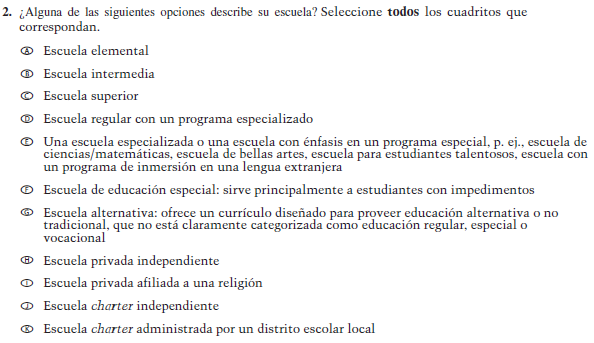 2. ¿Alguna de las siguientes opciones describe su escuela? Seleccione todos los cuadritos que
correspondan.
A Escuela elemental
B Escuela intermedia
C Escuela superior
D Escuela regular con un programa especializado
E Una escuela especializada o una escuela con énfasis en un programa especial, p. ej., escuela de
ciencias/matemáticas, escuela de bellas artes, escuela para estudiantes talentosos, escuela con
un programa de inmersión en una lengua extranjera
F Escuela de educación especial: sirve principalmente a estudiantes con impedimentos
G Escuela alternativa: ofrece un currículo diseñado para proveer educación alternativa o no
tradicional, que no está claramente categorizada como educación regular, especial o
vocacional
H Escuela privada independiente
I Escuela privada afiliada a una religión
J Escuela charter independiente
K Escuela charter administrada por un distrito escolar local